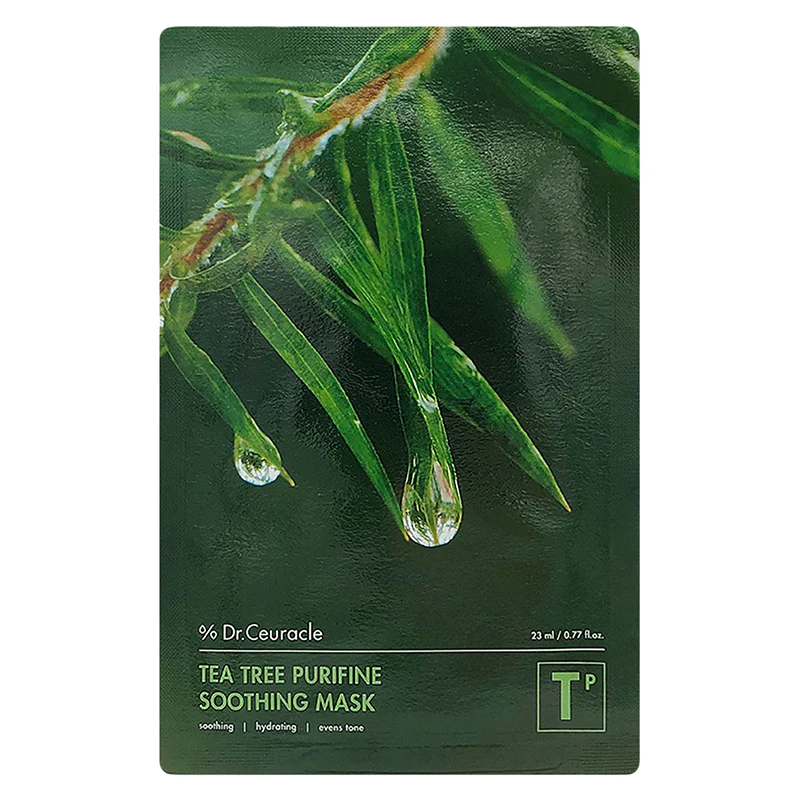 % Dr.Ceuracle
23 ml / 0.77 fl.oz.
TEA TREE PURIFINE
SOOTHING MASK
TP
soothing | hydrating | evens tone